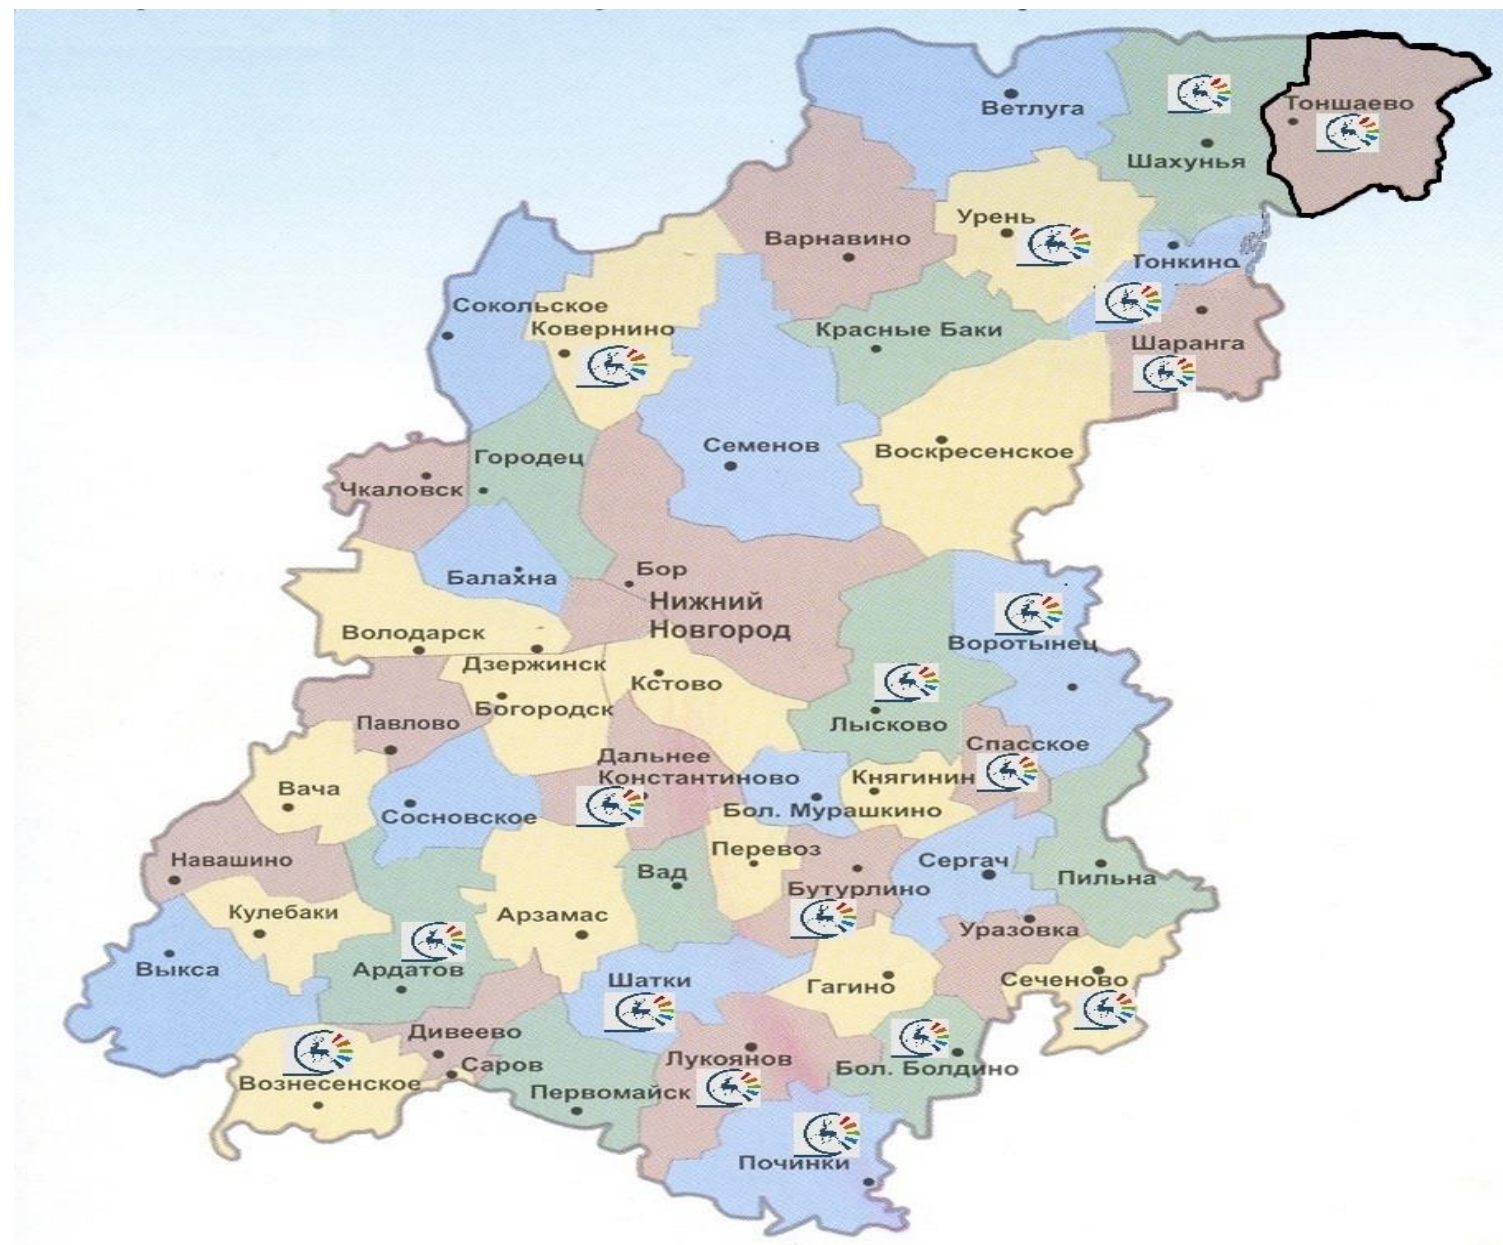 Ветлуга
Тоншаево
Шахунья
Урень
Варнавино
Тонкино
Сокольское
Ковернино
Красные Баки
Шаранга
Семенов
Воскресенское
Городец
Чкаловск
Балахна
Бор
Нижний
Новгород
Володарск
Воротынец
Дзержинск
Кстово
Богородск
Павлово
Лысково
Спасское
Дальнее
Константиново
Княгинин
Вача
Бол. Мурашкино
Сосновское
Перевоз
Навашино
Вад
Сергач
Пильна
Бутурлино
Кулебаки
Арзамас
Уразовка
Выкса
Ардатов
Шатки
Гагино
Сеченово
Дивеево
Лукоянов
Саров
Бол. Болдино
Вознесенское
Первомайск
Починки